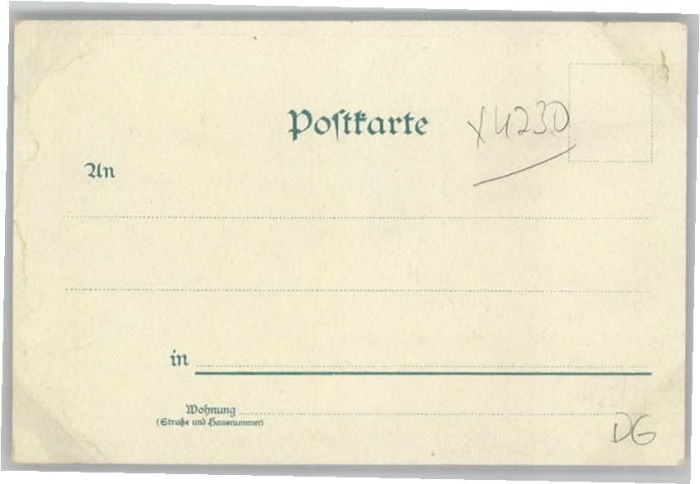 Postkarte
X4230
An
in
Wohnung
(Straße und Hausnummer)
DG